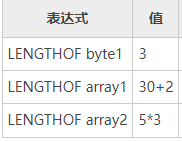 表达式 值
LENGTHOF byte1 3
LENGTHOF array1 30+2
LENGTHOF array2 5*3